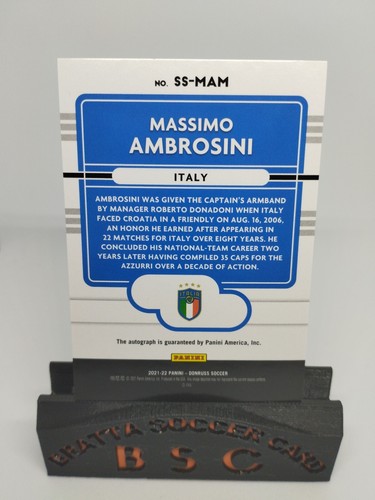 NO. SS-MAM
MASSIMO
AMBROSINI
ITALY
AMBROSINI WAS GIVEN THE CAPTAIN'S ARMBAND
BY MANAGER ROBERTO DONADONI WHEN ITALY
FACED CROATIA IN A FRIENDLY ON AUG. 16, 2006,
AN HONOR HE EARNED AFTER APPEARING IN
22 MATCHES FOR ITALY OVER EIGHT YEARS. HE
CONCLUDED HIS NATIONAL-TEAM CAREER TWO
YEARS LATER HAVING COMPILED 35 CAPS FOR THE
AZZURRI OVER A DECADE OF ACTION.
ITALIA
FIGC
The autograph is guaranteed by Panini America, Inc.
PANINI
2021-22 PANINI - DONRUSS SOCCER
BRATTA SOCCER CARD
BSC